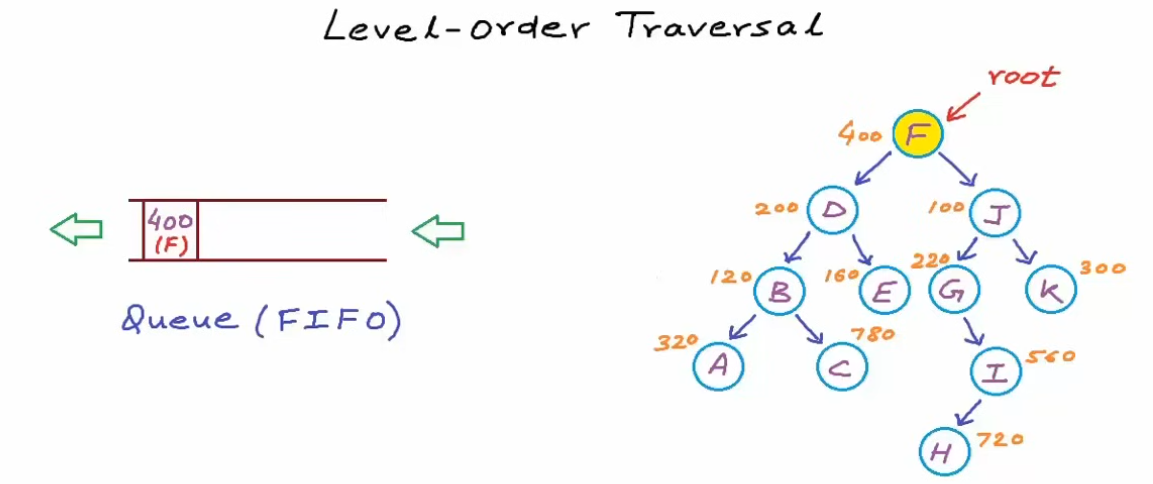 Level-order Traversal
root
400 F
200 D
100 J
400
(F)
120 B
160 E
220 G
300 K
Queue (FIFO)
320 A
780 C
560 I
720 H